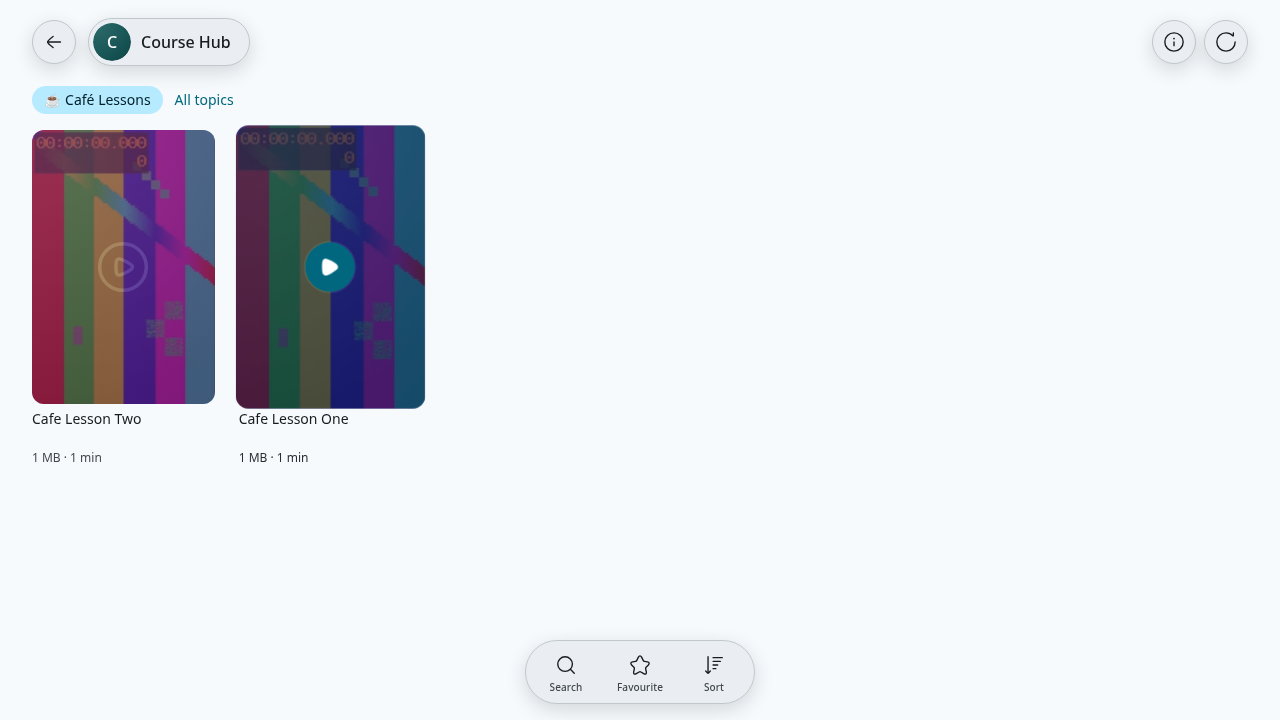 C Course Hub
☕ Café Lessons All topics
00:00:00.000
0
00:00:00.000
0
Cafe Lesson Two
1 MB · 1 min
Cafe Lesson One
1 MB · 1 min
Search Favourite Sort